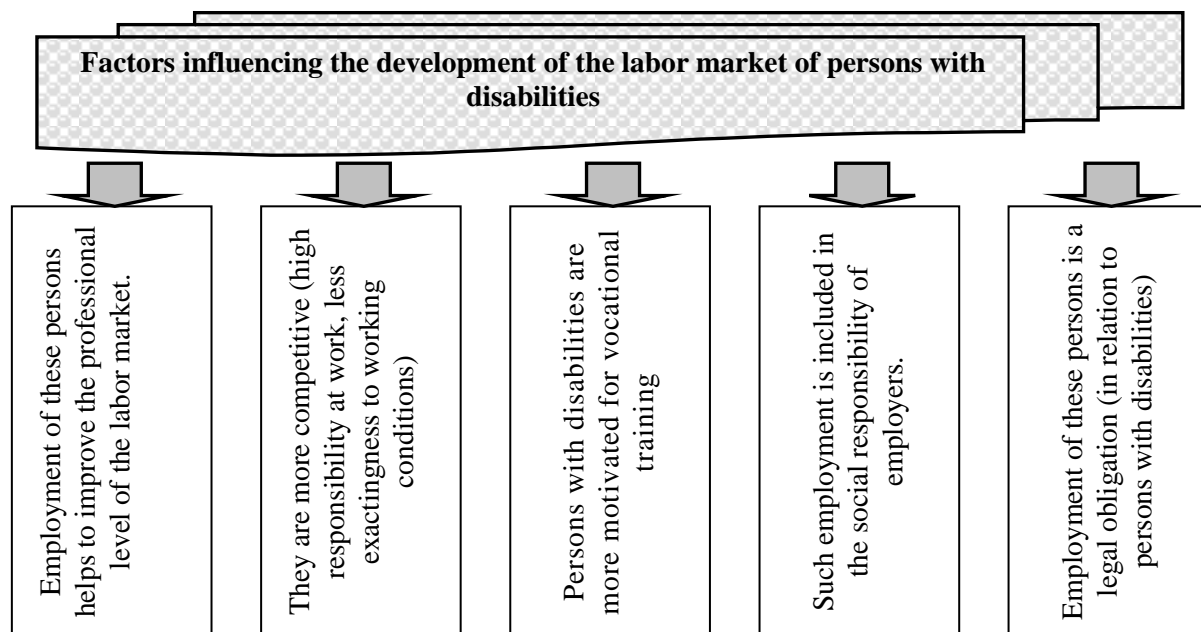 Factors influencing the development of the labor market of persons with
disabilities
Employment of these persons
helps to improve the professional
level of the labor market.
They are more competitive (high
responsibility at work, less
exactingness to working
conditions)
Persons with disabilities are
more motivated for vocational
training
Such employment is included in
the social responsibility of
employers.
Employment of these persons is a
legal obligation (in relation to
persons with disabilities)